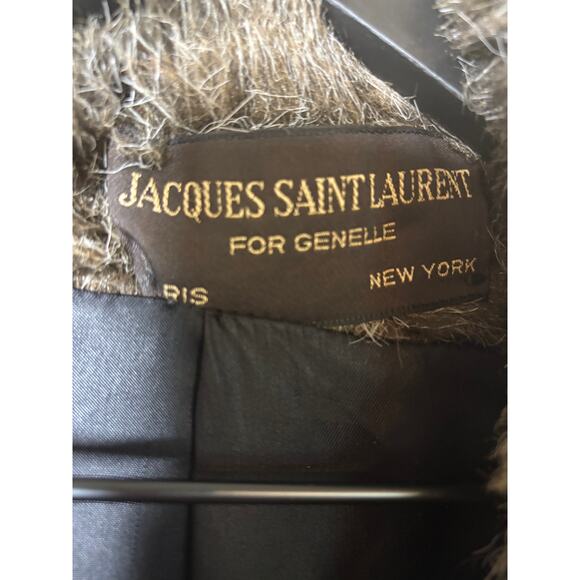 JACQUES SAINT LAURENT
FOR GENELLE
RIS NEW YORK